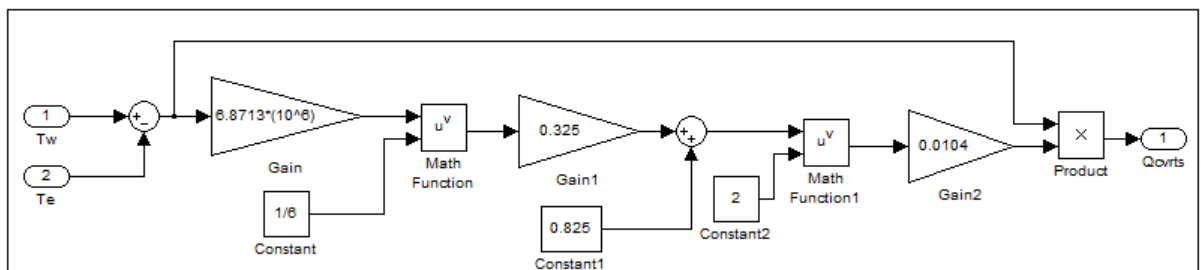 1
Tw
2
Te
+
−
6.8713*(10^6)
Gain
1/6
Constant
u^v
Math
Function
0.325
Gain1
0.825
Constant1
+
+
2
Constant2
u^v
Math
Function1
0.0104
Gain2
×
Product
1
Qovrts